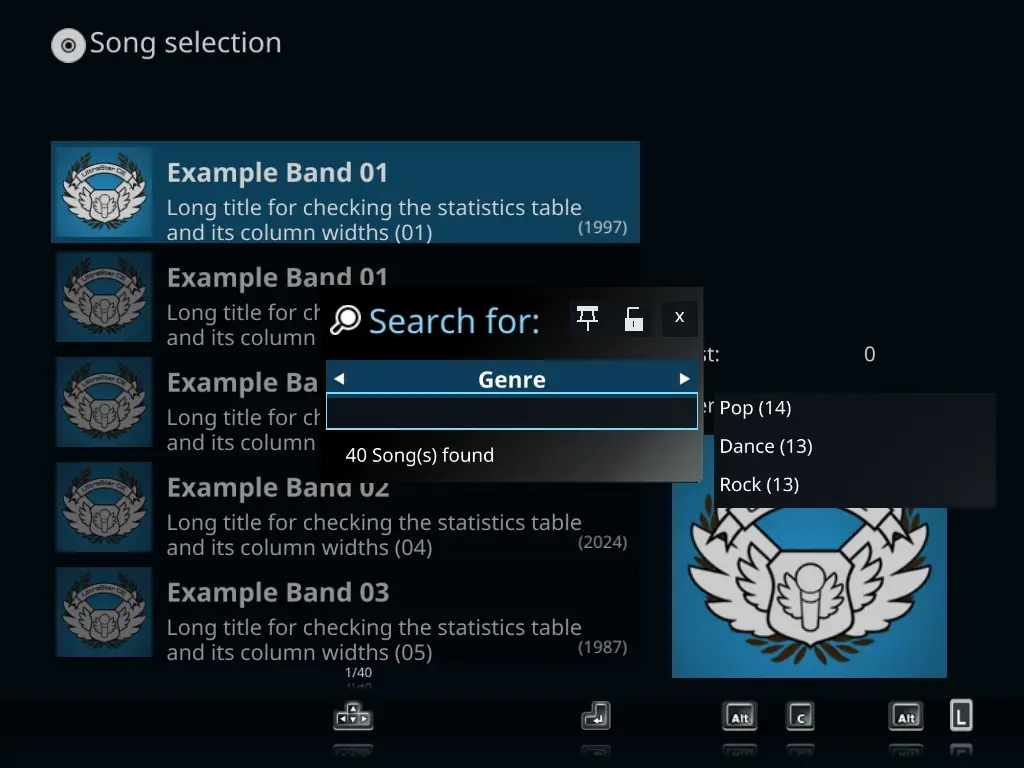 Song selection
Example Band 01
Long title for checking the statistics table
and its column widths (01)
(1997)
Example Band 01
Long title for ch
and its column
Example Ba
Long title for ch
and its column
Example Band 02
Long title for checking the statistics table
and its column widths (04)
(2024)
Example Band 03
Long title for checking the statistics table
and its column widths (05)
(1987)
1/40
Search for:
x
Genre
40 Song(s) found
st:
0
er
Pop (14)
Dance (13)
Rock (13)
Alt
C
Alt
L
UltraStar CE